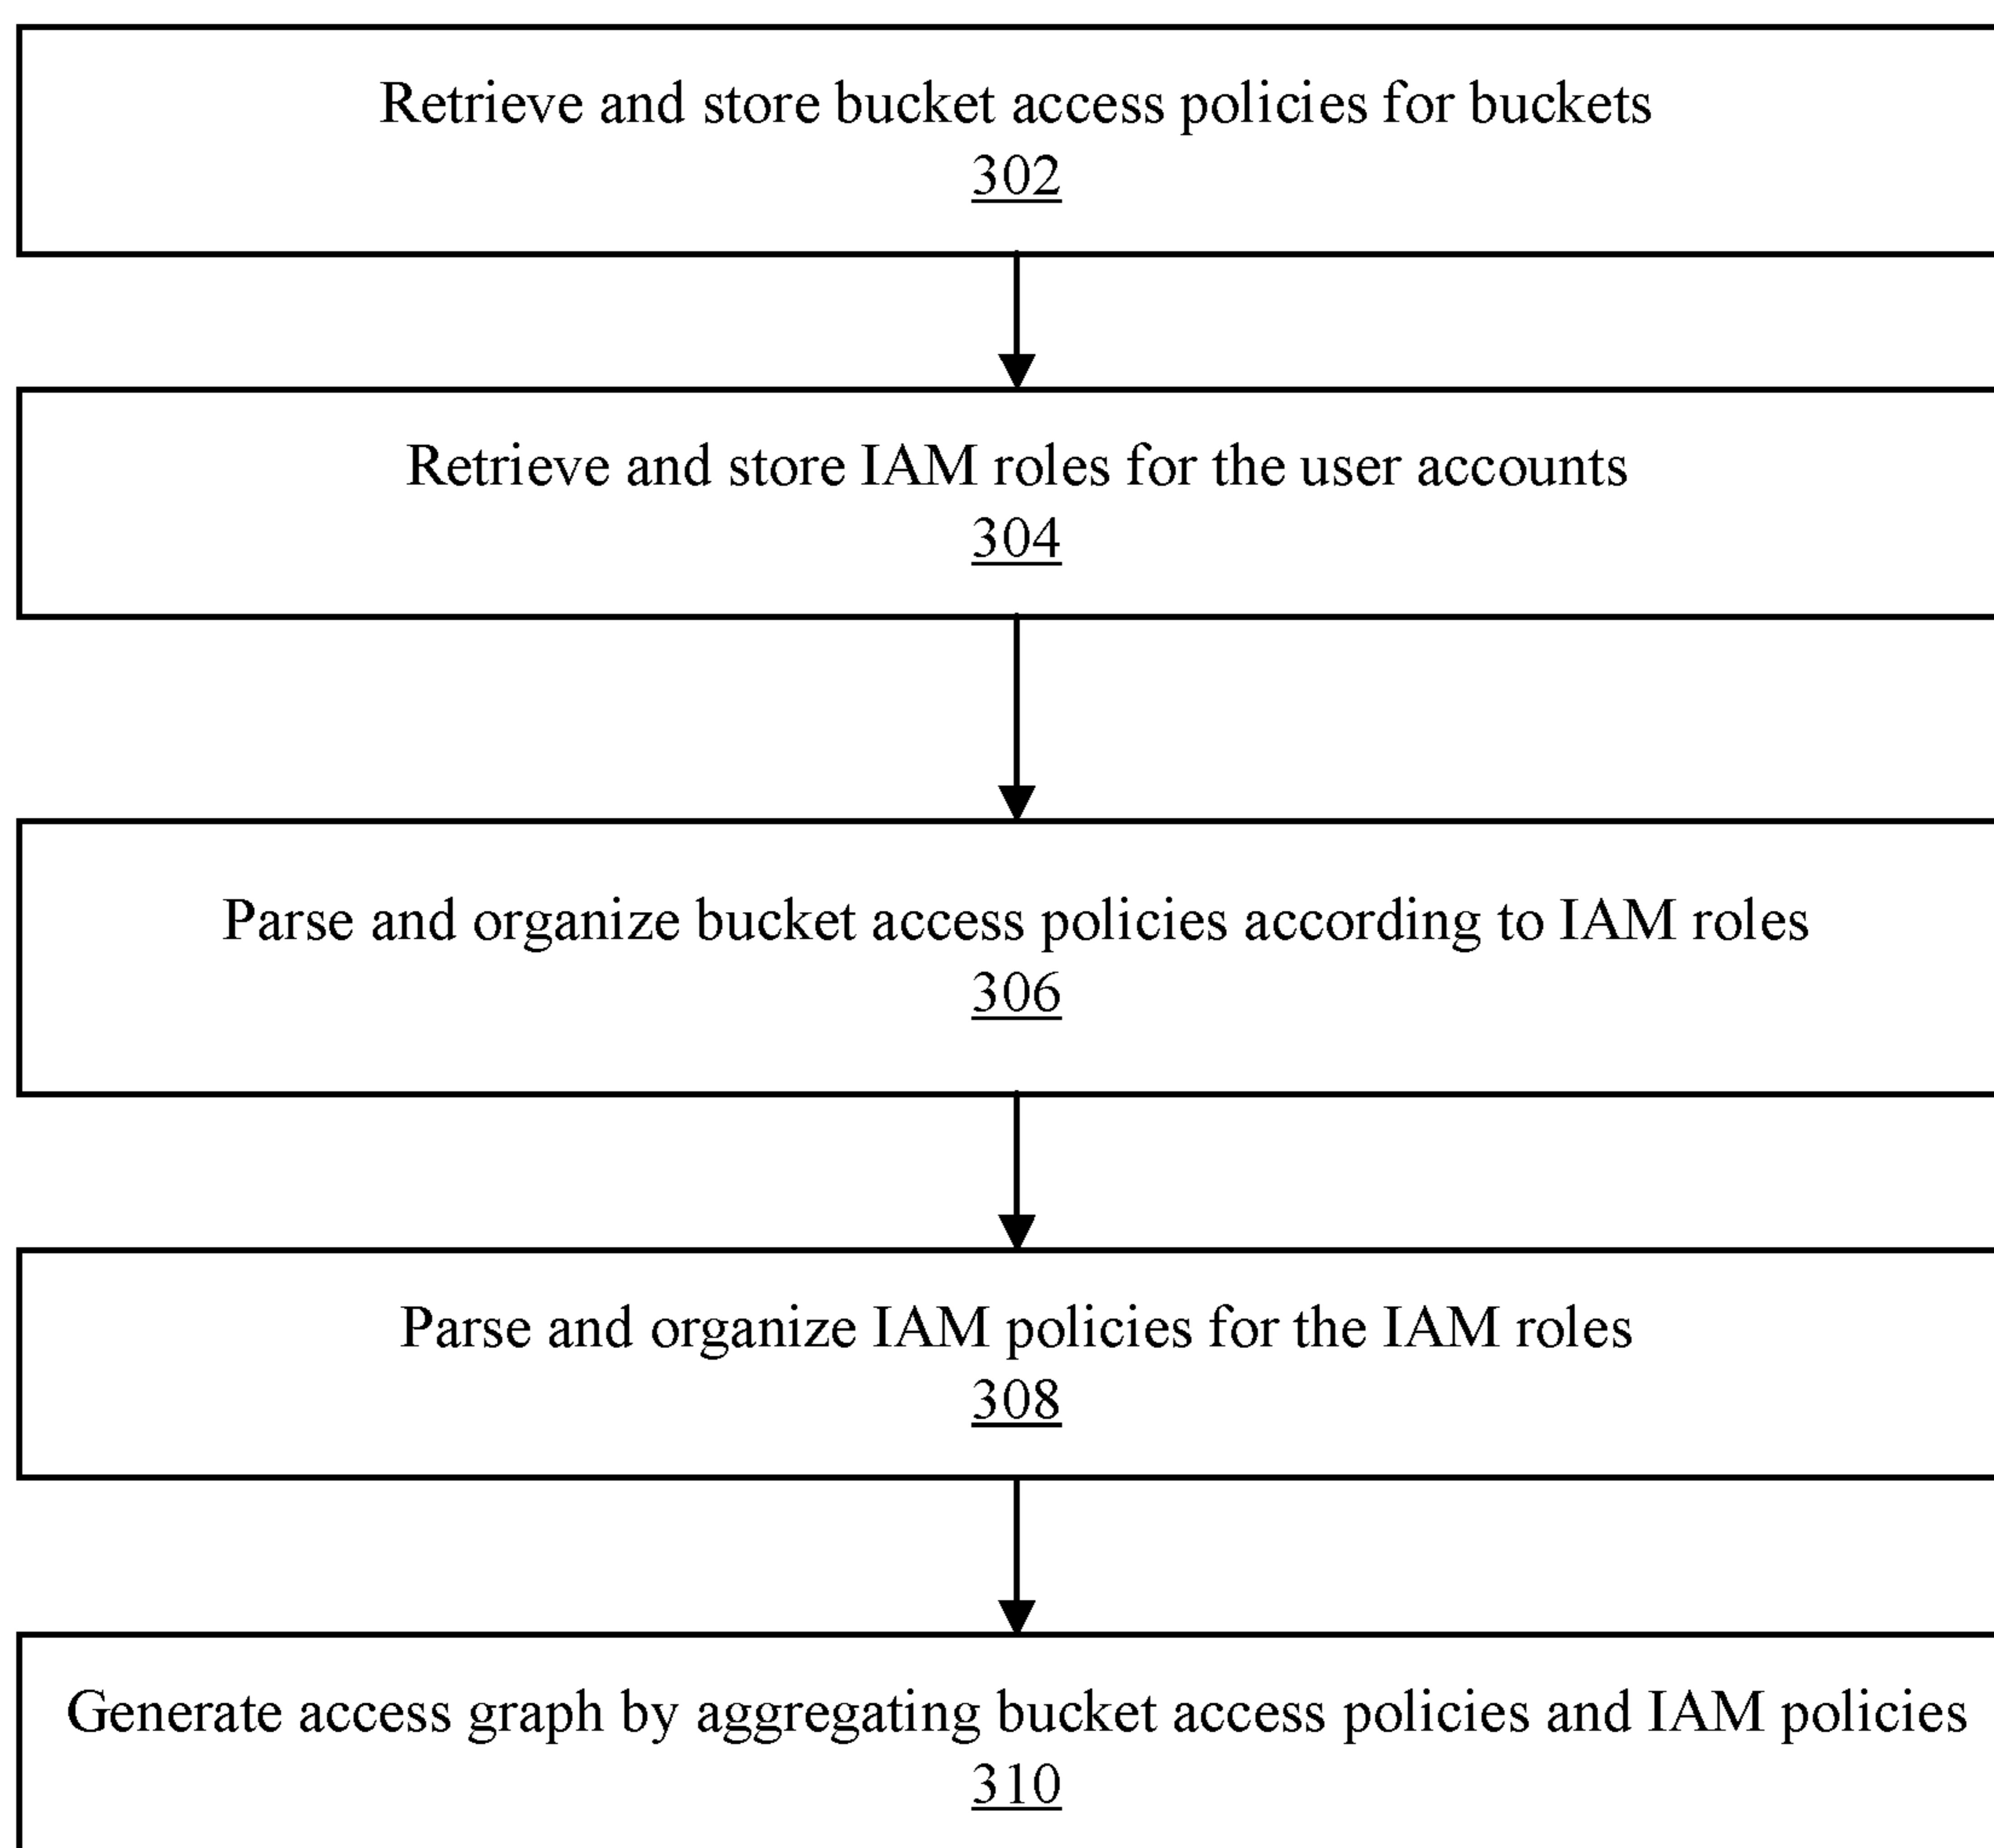 Retrieve and store bucket access policies for buckets
302
Retrieve and store IAM roles for the user accounts
304
Parse and organize bucket access policies according to IAM roles
306
Parse and organize IAM policies for the IAM roles
308
Generate access graph by aggregating bucket access policies and IAM policies
310